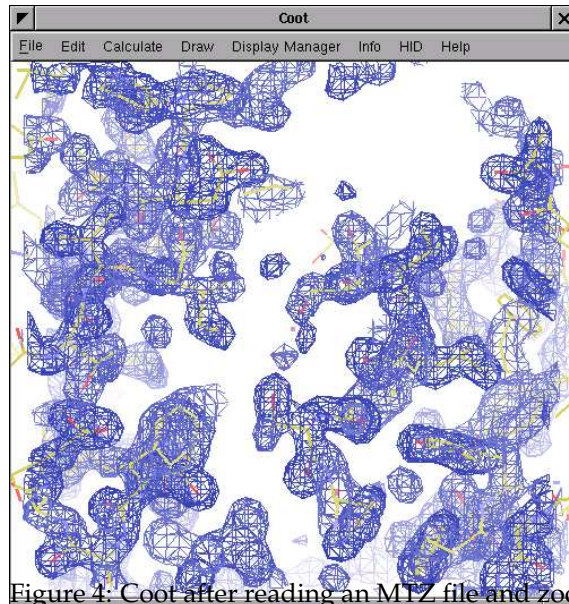 Coot
File Edit Calculate Draw Display Manager Info HID Help
Figure 4: Coot after reading an MTZ file and